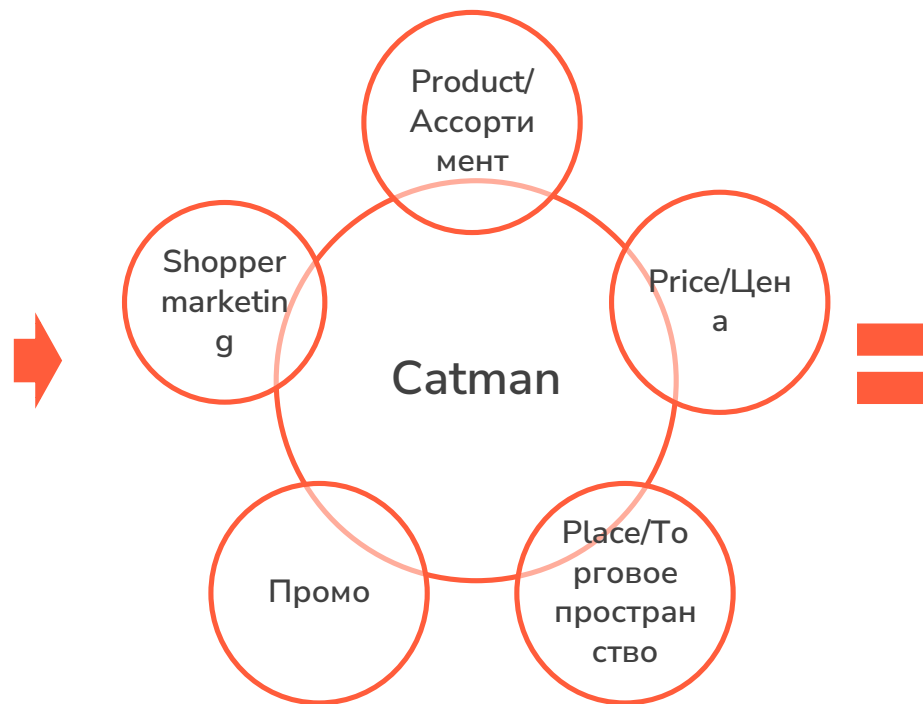 Product/
Ассорти
мент
Shopper
marketin
g
Price/Цен
а
Catman
Промо
Place/То
рговое
простран
ство